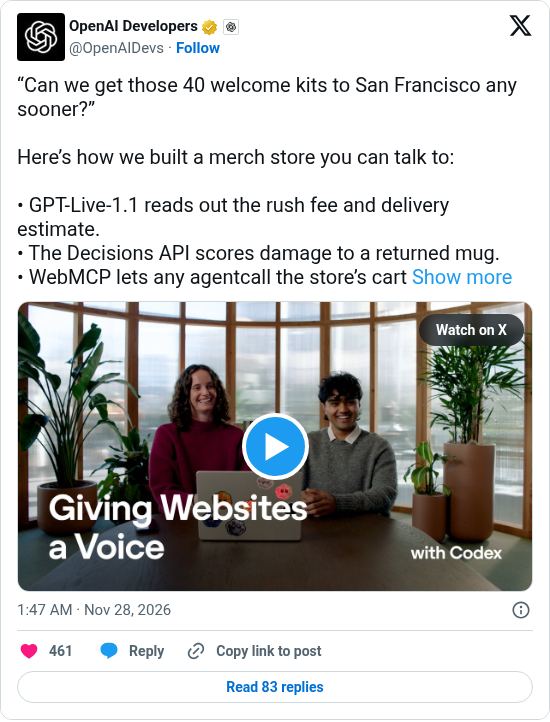 OpenAI Developers
@OpenAIDevs · Follow
“Can we get those 40 welcome kits to San Francisco any
sooner?”
Here’s how we built a merch store you can talk to:
• GPT-Live-1.1 reads out the rush fee and delivery
estimate.
• The Decisions API scores damage to a returned mug.
• WebMCP lets any agentcall the store’s cart Show more
Watch on X
Giving Websites
a Voice
with Codex
1:47 AM · Nov 28, 2026
461
Reply
Copy link to post
Read 83 replies